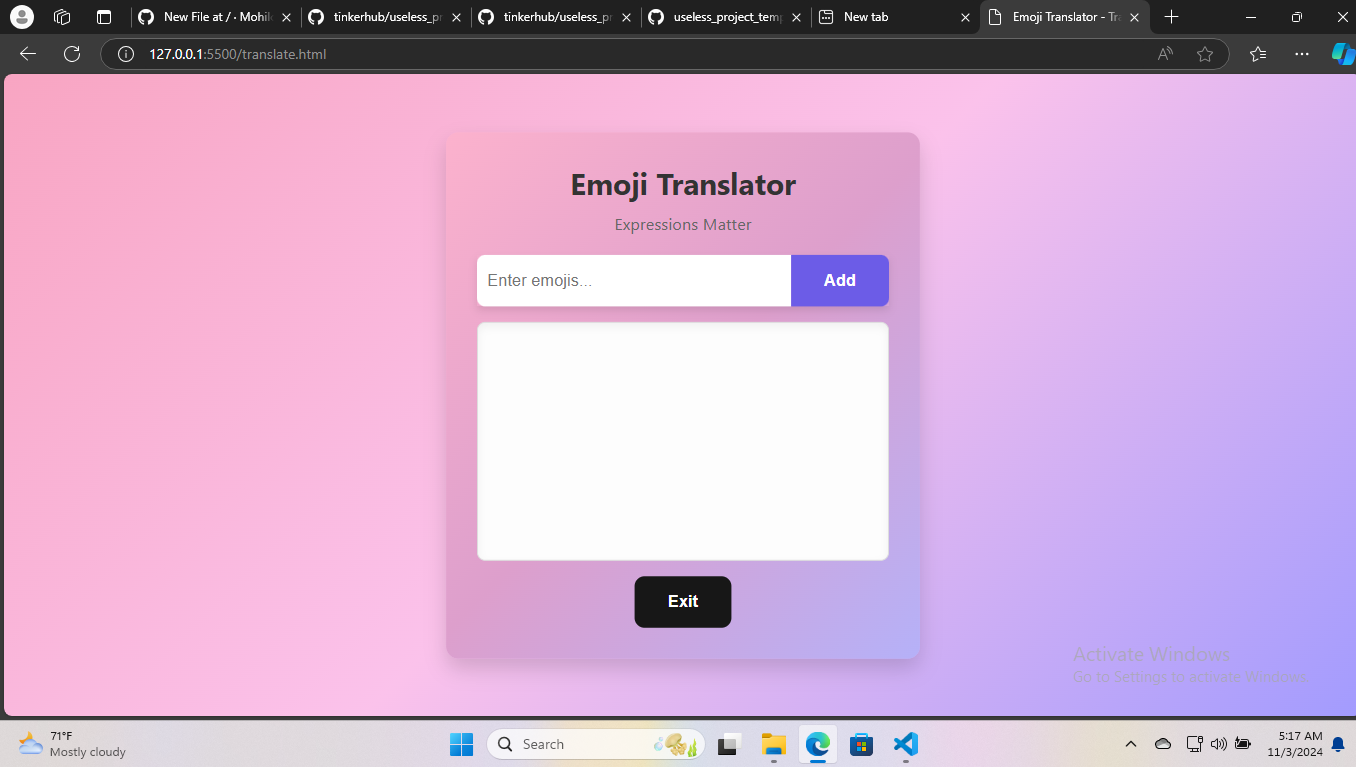 New File at / · Mohik
tinkerhub/useless_pr
tinkerhub/useless_pr
useless_project_temp
New tab
Emoji Translator - Tra
127.0.0.1:5500/translate.html
Emoji Translator
Expressions Matter
Enter emojis...
Add
Exit
Activate Windows
Go to Settings to activate Windows.
71°F
Mostly cloudy
Search
5:17 AM
11/3/2024